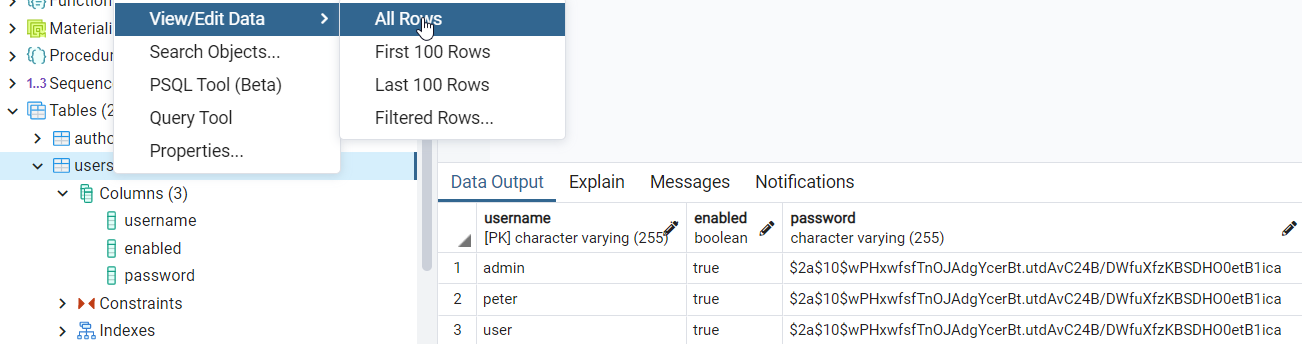 Function
Materiali
Procedur
1..3 Sequenc
Tables (2
autho
users
Columns (3)
username
enabled
password
Constraints
Indexes
View/Edit Data
Search Objects...
PSQL Tool (Beta)
Query Tool
Properties...
All Rows
First 100 Rows
Last 100 Rows
Filtered Rows...
Data Output Explain Messages Notifications
username enabled password
[PK] character varying (255) boolean character varying (255)
1 admin true $2a$10$wPHxwfsfTnOJAdgYcerBt.utdAvC24B/DWfuXfzKBSDHO0etB1ica
2 peter true $2a$10$wPHxwfsfTnOJAdgYcerBt.utdAvC24B/DWfuXfzKBSDHO0etB1ica
3 user true $2a$10$wPHxwfsfTnOJAdgYcerBt.utdAvC24B/DWfuXfzKBSDHO0etB1ica